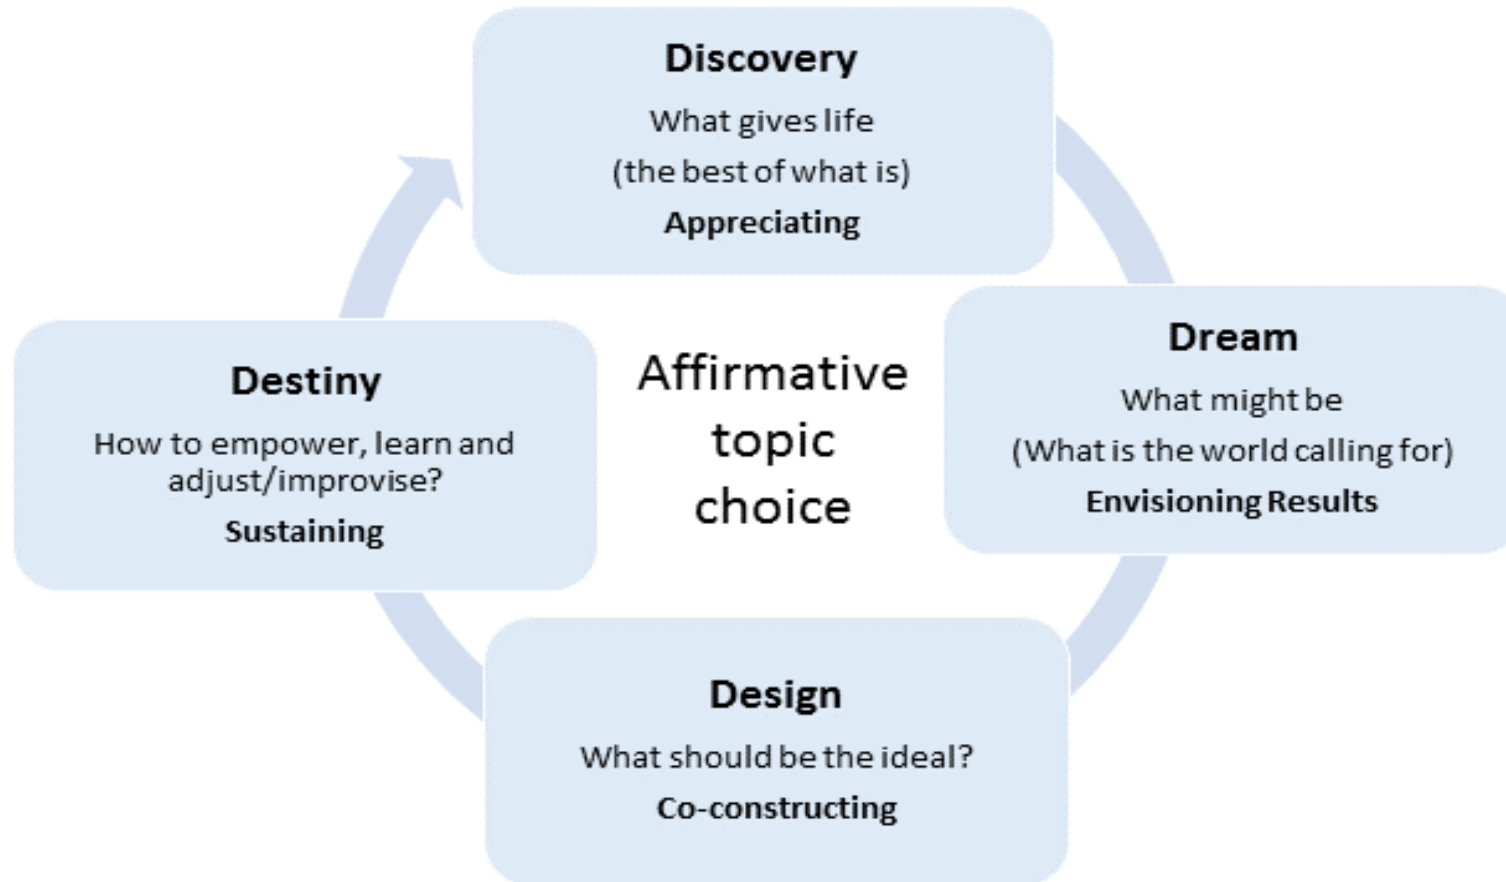 Discovery
What gives life
(the best of what is)
Appreciating
Dream
What might be
(What is the world calling for)
Envisioning Results
Design
What should be the ideal?
Co-constructing
Destiny
How to empower, learn and
adjust/improvise?
Sustaining
Affirmative
topic
choice